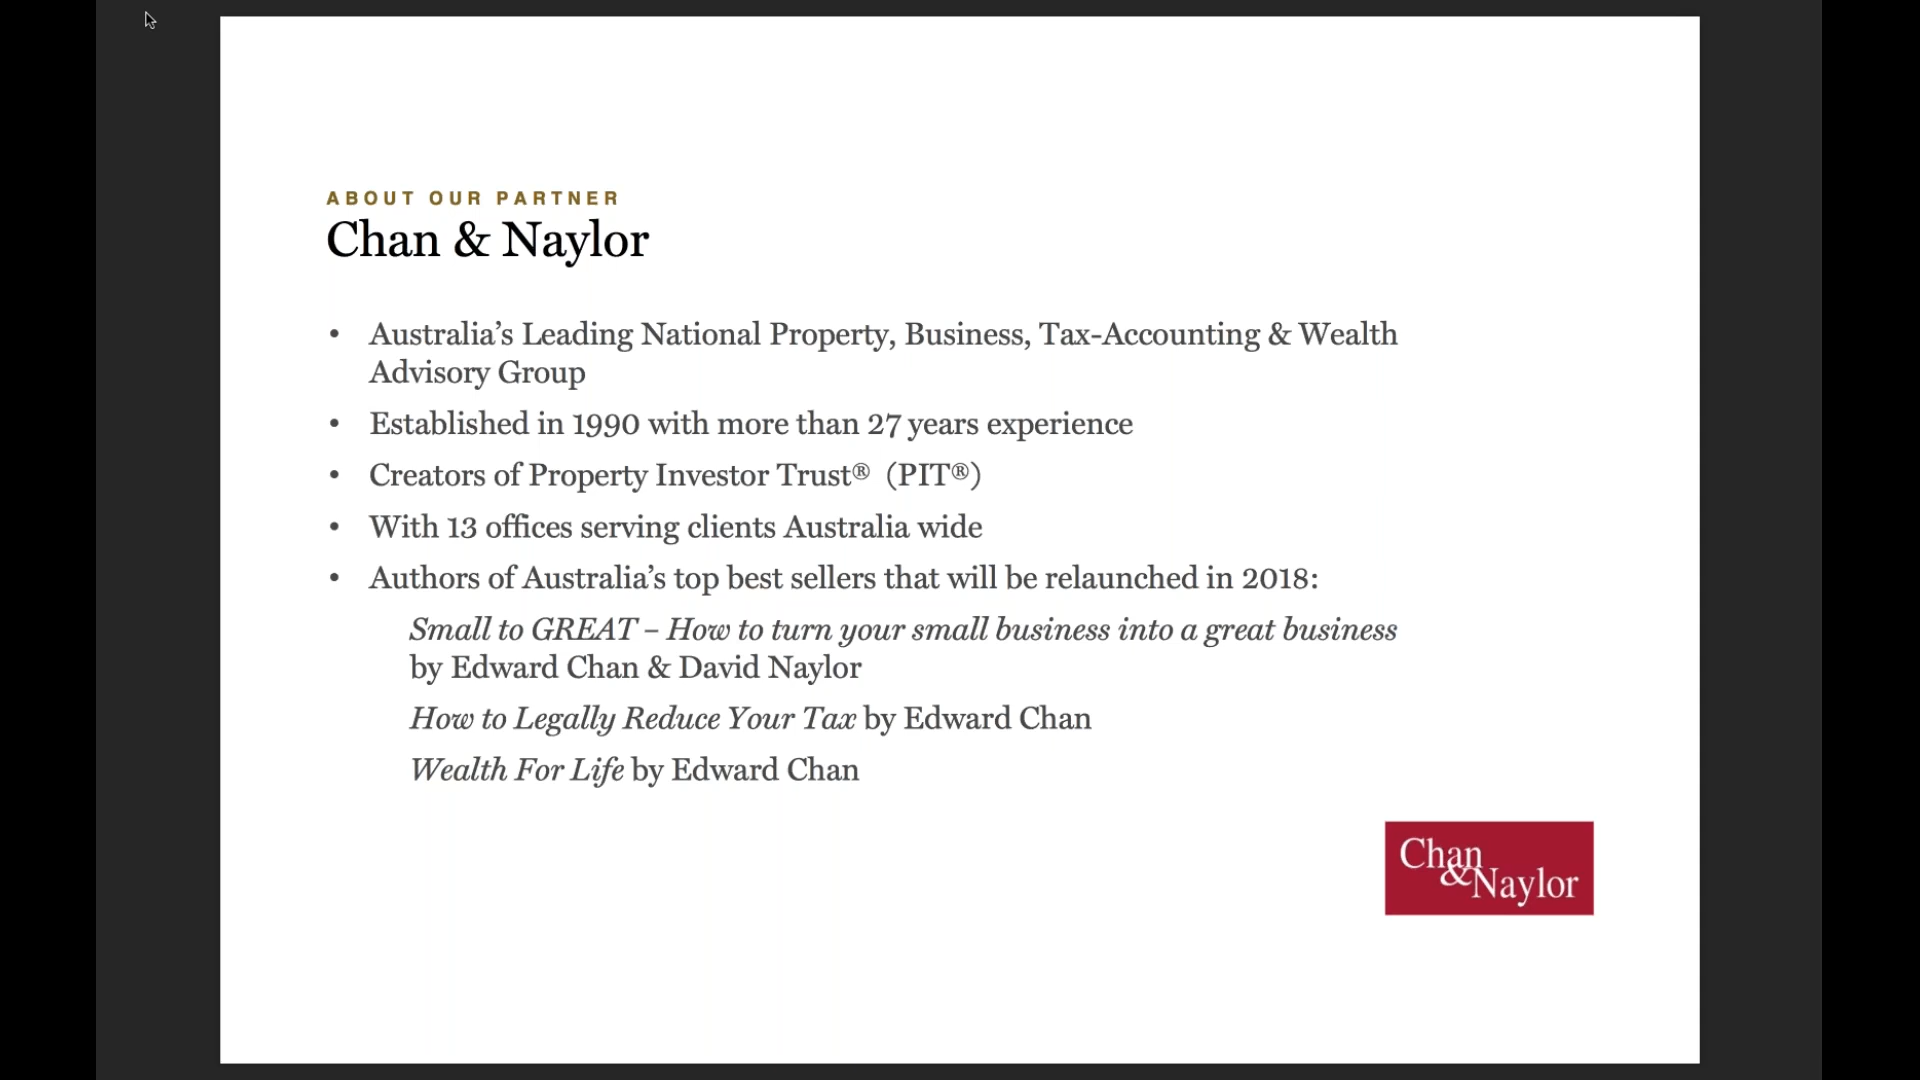 ABOUT OUR PARTNER
Chan & Naylor
• Australia’s Leading National Property, Business, Tax-Accounting & Wealth
Advisory Group
• Established in 1990 with more than 27 years experience
• Creators of Property Investor Trust® (PIT®)
• With 13 offices serving clients Australia wide
• Authors of Australia’s top best sellers that will be relaunched in 2018:
Small to GREAT – How to turn your small business into a great business
by Edward Chan & David Naylor
How to Legally Reduce Your Tax by Edward Chan
Wealth For Life by Edward Chan
Chan
&Naylor